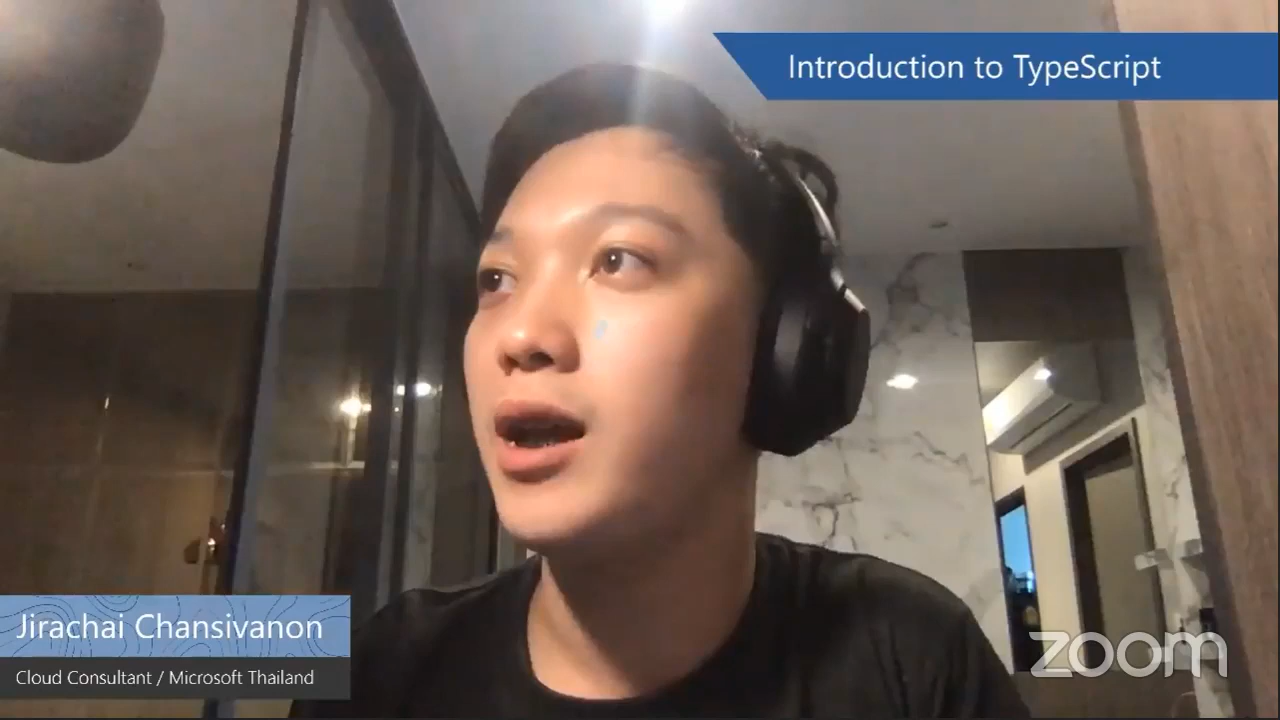 Introduction to TypeScript
Jirachai Chansivanon
Cloud Consultant / Microsoft Thailand
zoom